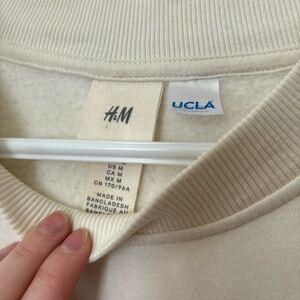 H&M
UCLA
US M
CA M
MX M
CN 170/96A
MADE IN
BANGLADESH
FABRIQUÉ AU